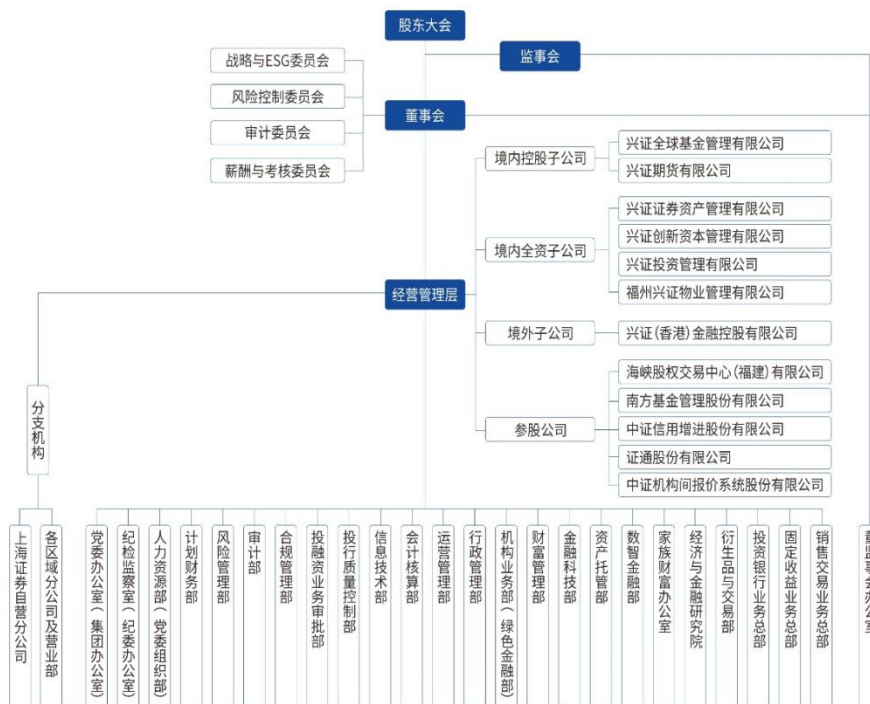 股东大会
监事会
战略与ESG委员会
风险控制委员会
审计委员会
薪酬与考核委员会
董事会
境内控股子公司
兴证全球基金管理有限公司
兴证期货有限公司
境内全资子公司
兴证证券资产管理有限公司
兴证创新资本管理有限公司
兴证投资管理有限公司
福州兴证物业管理有限公司
经营管理层
境外子公司
兴证(香港)金融控股有限公司
参股公司
海峡股权交易中心(福建)有限公司
南方基金管理股份有限公司
中证信用增进股份有限公司
证通股份有限公司
中证机构间报价系统股份有限公司
分支机构
上海证券自营分公司
各区域分公司及营业部
党委办公室(集团办公室)
纪检监察室(纪委办公室)
人力资源部(党委组织部)
计划财务部
风险管理部
审计部
合规管理部
投融资业务审批部
投行质量控制部
信息技术部
会计核算部
运营管理部
行政管理部
机构业务部(绿色金融部)
财富管理部
金融科技部
资产托管部
数智金融部
家族财富办公室
经济与金融研究院
衍生品与交易部
投资银行业务总部
固定收益业务总部
销售交易业务总部
董监事会办公室